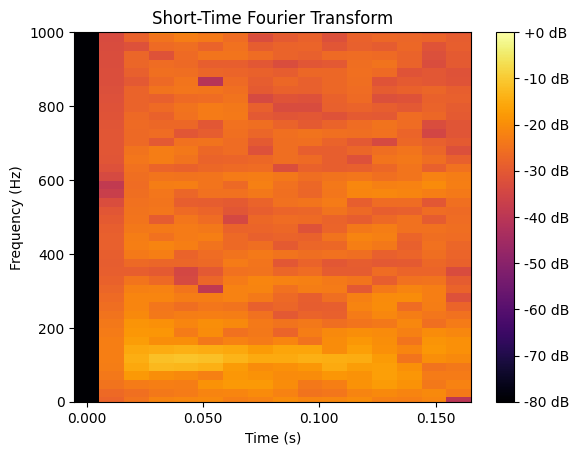 Short-Time Fourier Transform
1000
800
600
400
200
0
Frequency (Hz)
0.000
0.050
0.100
0.150
Time (s)
+0 dB
-10 dB
-20 dB
-30 dB
-40 dB
-50 dB
-60 dB
-70 dB
-80 dB